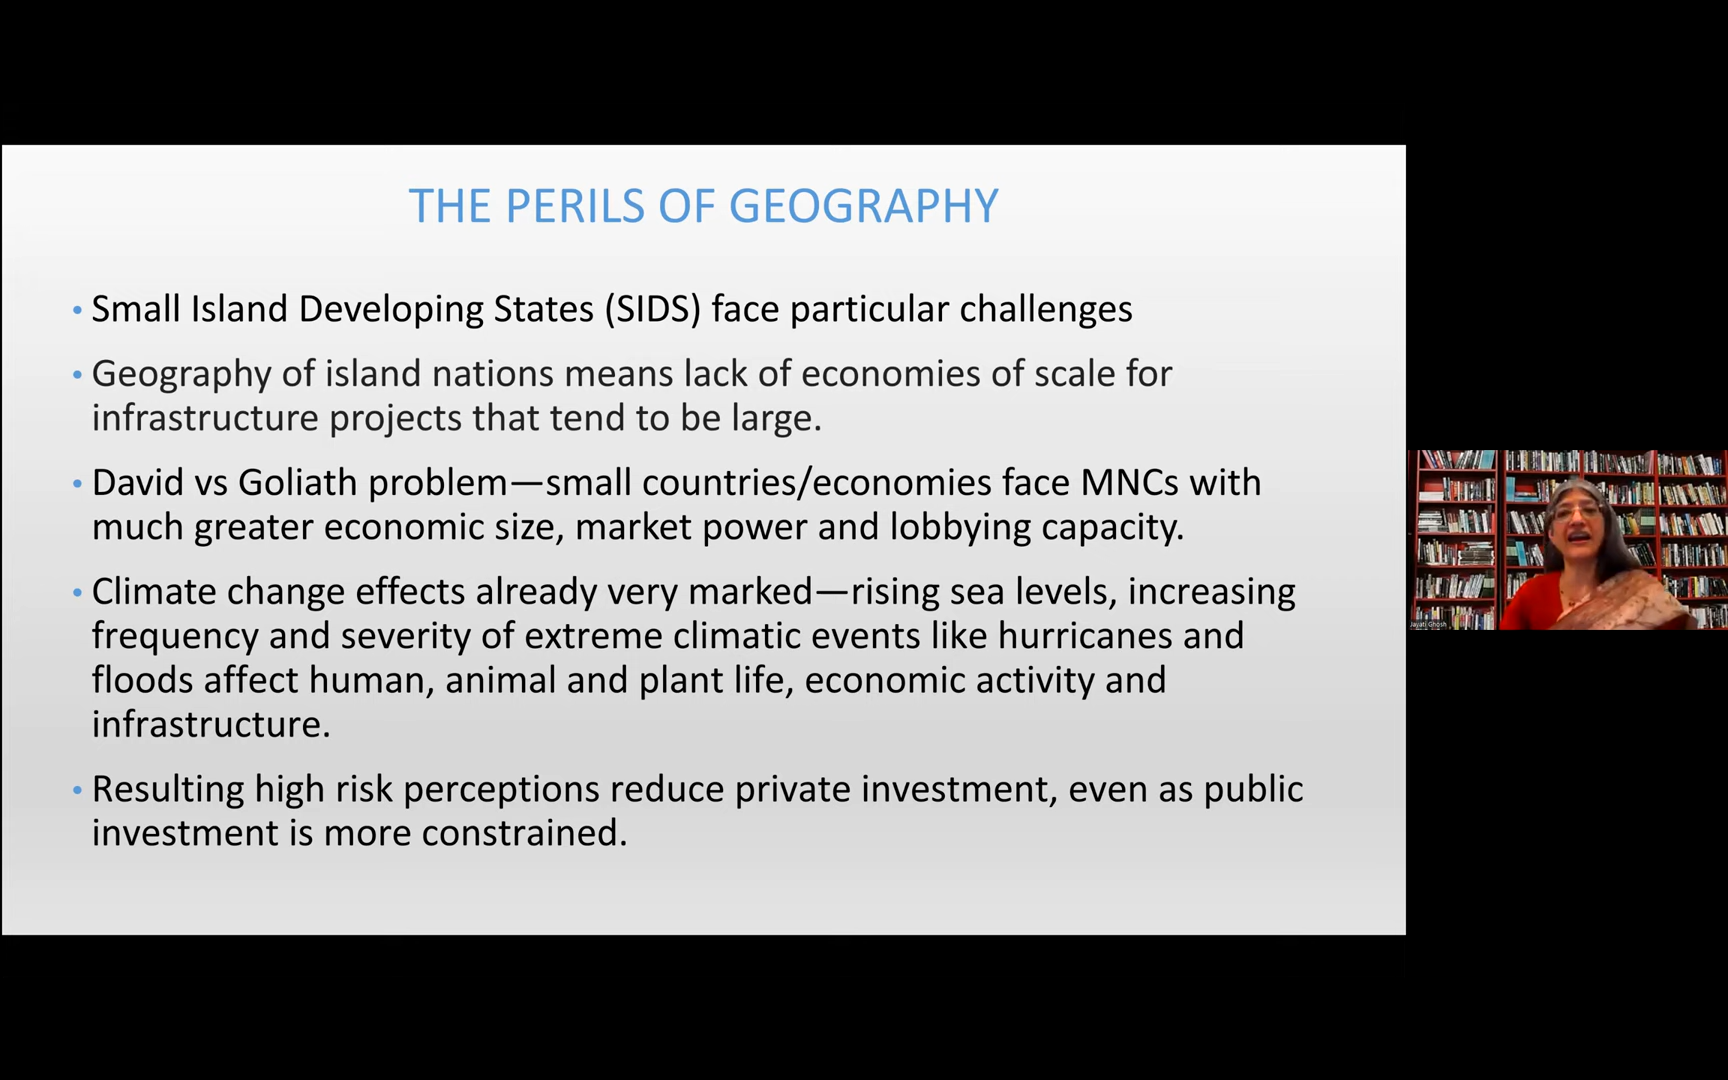 THE PERILS OF GEOGRAPHY
• Small Island Developing States (SIDS) face particular challenges
• Geography of island nations means lack of economies of scale for
infrastructure projects that tend to be large.
• David vs Goliath problem—small countries/economies face MNCs with
much greater economic size, market power and lobbying capacity.
• Climate change effects already very marked—rising sea levels, increasing
frequency and severity of extreme climatic events like hurricanes and
floods affect human, animal and plant life, economic activity and
infrastructure.
• Resulting high risk perceptions reduce private investment, even as public
investment is more constrained.
Jayati Ghosh